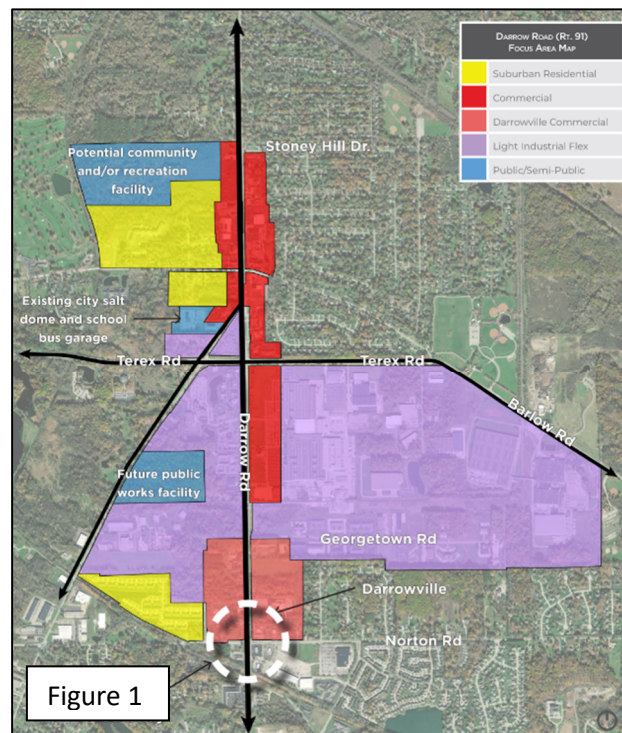 DARROW ROAD (RT. 91)
FOCUS AREA MAP
Suburban Residential
Commercial
Darrowville Commercial
Light Industrial Flex
Public/Semi-Public
Stoney Hill Dr.
Potential community
and/or recreation
facility
Existing city salt
dome and school
bus garage
Terex Rd
Terex Rd
Barlow Rd
Darrow Rd
Future public
works facility
Georgetown Rd
Darrowville
Norton Rd
Figure 1